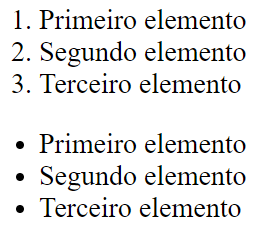 1. Primeiro elemento
2. Segundo elemento
3. Terceiro elemento
• Primeiro elemento
• Segundo elemento
• Terceiro elemento